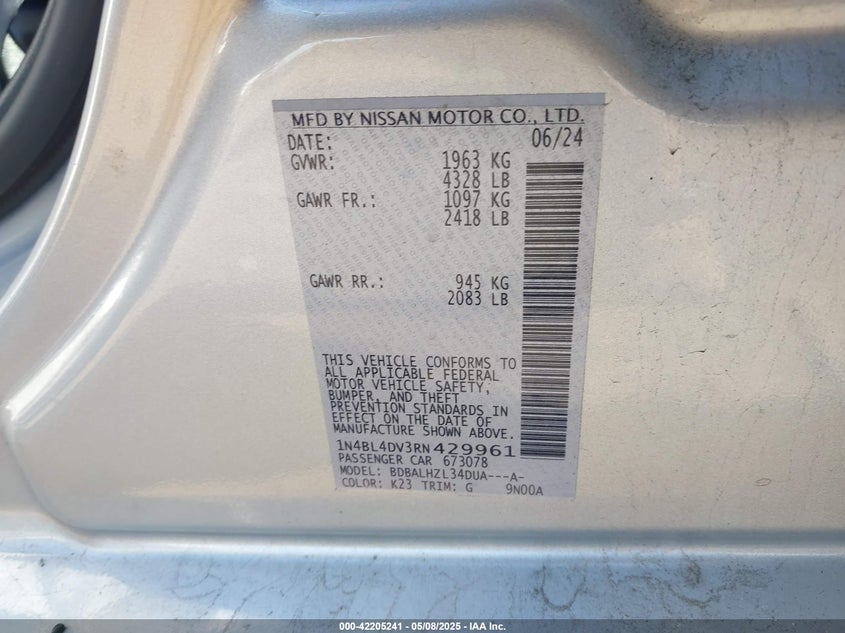 MFD BY NISSAN MOTOR CO., LTD.
DATE: 06/24
GVWR: 1963 KG
4328 LB
GAWR FR.: 1097 KG
2418 LB
GAWR RR.: 945 KG
2083 LB
THIS VEHICLE CONFORMS TO
ALL APPLICABLE FEDERAL
MOTOR VEHICLE SAFETY,
BUMPER, AND THEFT
PREVENTION STANDARDS IN
EFFECT ON THE DATE OF
MANUFACTURE SHOWN ABOVE.
1N4BL4DV3RN429961
PASSENGER CAR 673078
MODEL: BDBALHZL34DUA---A-
COLOR: K23 TRIM: G 9N00A
000-42205241 - 05/08/2025 - IAA Inc.